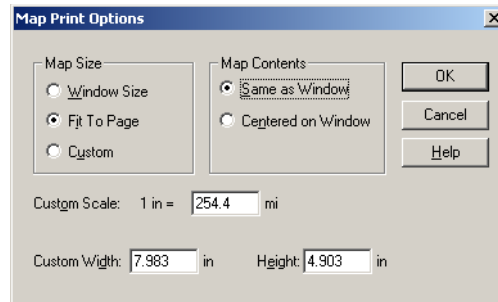 Map Print Options
Map Size
Window Size
Fit To Page
Custom
Map Contents
Same as Window
Centered on Window
OK
Cancel
Help
Custom Scale: 1 in = 254.4 mi
Custom Width: 7.983 in Height: 4.903 in